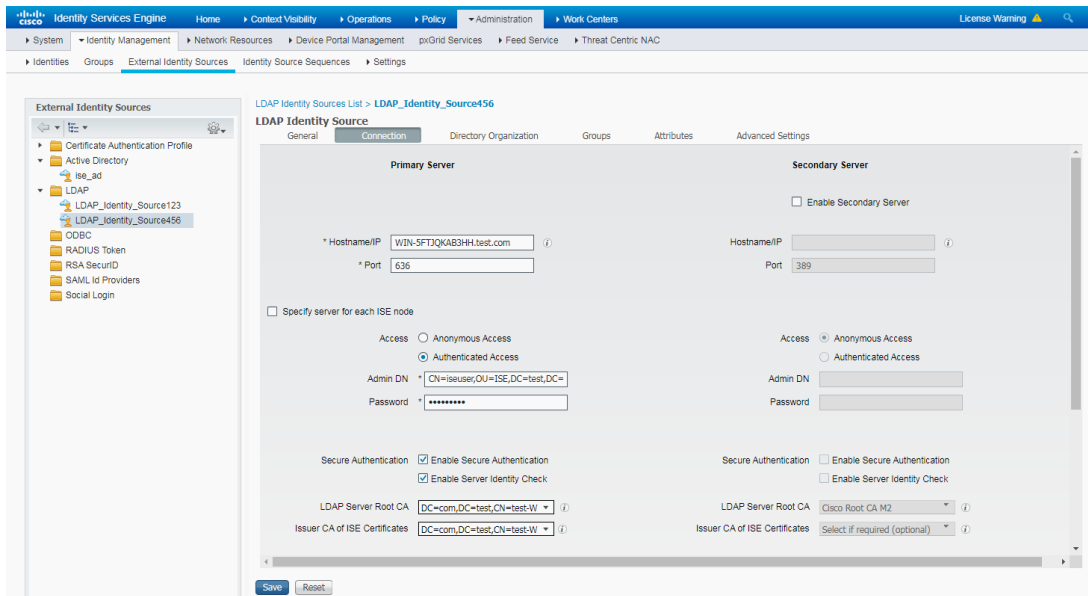 cisco Identity Services Engine Home Context Visibility Operations Policy Administration Work Centers License Warning
System Identity Management Network Resources Device Portal Management pxGrid Services Feed Service Threat Centric NAC
Identities Groups External Identity Sources Identity Source Sequences Settings
External Identity Sources
Certificate Authentication Profile
Active Directory
ise_ad
LDAP
LDAP_Identity_Source123
LDAP_Identity_Source456
ODBC
RADIUS Token
RSA SecurID
SAML Id Providers
Social Login
LDAP Identity Sources List > LDAP_Identity_Source456
LDAP Identity Source
General Connection Directory Organization Groups Attributes Advanced Settings
Primary Server Secondary Server
Enable Secondary Server
* Hostname/IP WIN-5FTJQKAB3HH.test.com Hostname/IP
* Port 636 Port 389
Specify server for each ISE node
Access Anonymous Access Access Anonymous Access
Authenticated Access Authenticated Access
Admin DN * CN=iseuser,OU=ISE,DC=test,DC= Admin DN
Password * ••••••••• Password
Secure Authentication Enable Secure Authentication Secure Authentication Enable Secure Authentication
Enable Server Identity Check Enable Server Identity Check
LDAP Server Root CA DC=com,DC=test,CN=test-W LDAP Server Root CA Cisco Root CA M2
Issuer CA of ISE Certificates DC=com,DC=test,CN=test-W Issuer CA of ISE Certificates Select if required (optional)
Save Reset